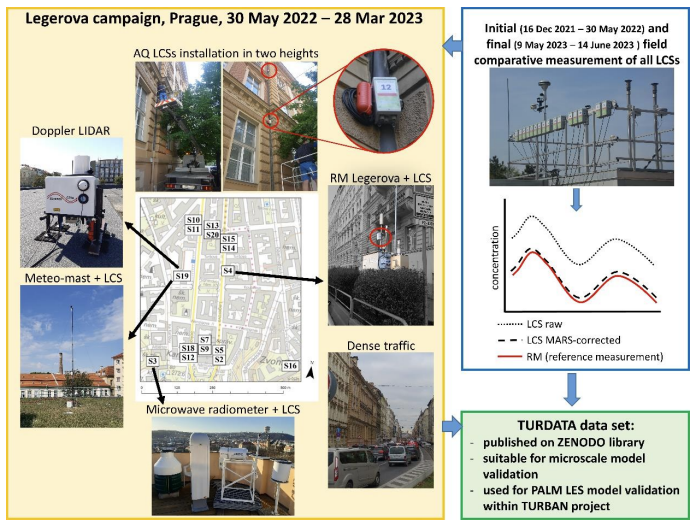 Legerova campaign, Prague, 30 May 2022 – 28 Mar 2023
AQ LCSs installation in two heights
12
Doppler LIDAR
RM Legerova + LCS
Meteo-mast + LCS
S10
S11
S13
S20
S15
S14
S19
S4
S7
S9
S18
S12
S5
S2
S3
S16
Dense traffic
Microwave radiometer + LCS
Initial (16 Dec 2021 – 30 May 2022) and
final (9 May 2023 – 14 June 2023 ) field
comparative measurement of all LCSs
concentration
LCS raw
LCS MARS-corrected
RM (reference measurement)
TURDATA data set:
- published on ZENODO library
- suitable for microscale model
validation
- used for PALM LES model validation
within TURBAN project